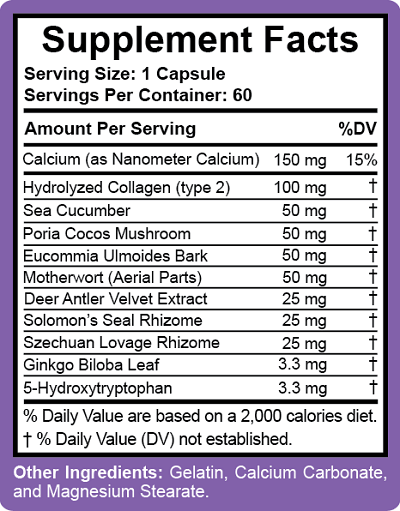 Supplement Facts
Serving Size: 1 Capsule
Servings Per Container: 60
Amount Per Serving %DV
Calcium (as Nanometer Calcium) 150 mg 15%
Hydrolyzed Collagen (type 2) 100 mg †
Sea Cucumber 50 mg †
Poria Cocos Mushroom 50 mg †
Eucommia Ulmoides Bark 50 mg †
Motherwort (Aerial Parts) 50 mg †
Deer Antler Velvet Extract 25 mg †
Solomon's Seal Rhizome 25 mg †
Szechuan Lovage Rhizome 25 mg †
Ginkgo Biloba Leaf 3.3 mg †
5-Hydroxytryptophan 3.3 mg †
% Daily Value are based on a 2,000 calories diet.
† % Daily Value (DV) not established.
Other Ingredients: Gelatin, Calcium Carbonate,
and Magnesium Stearate.